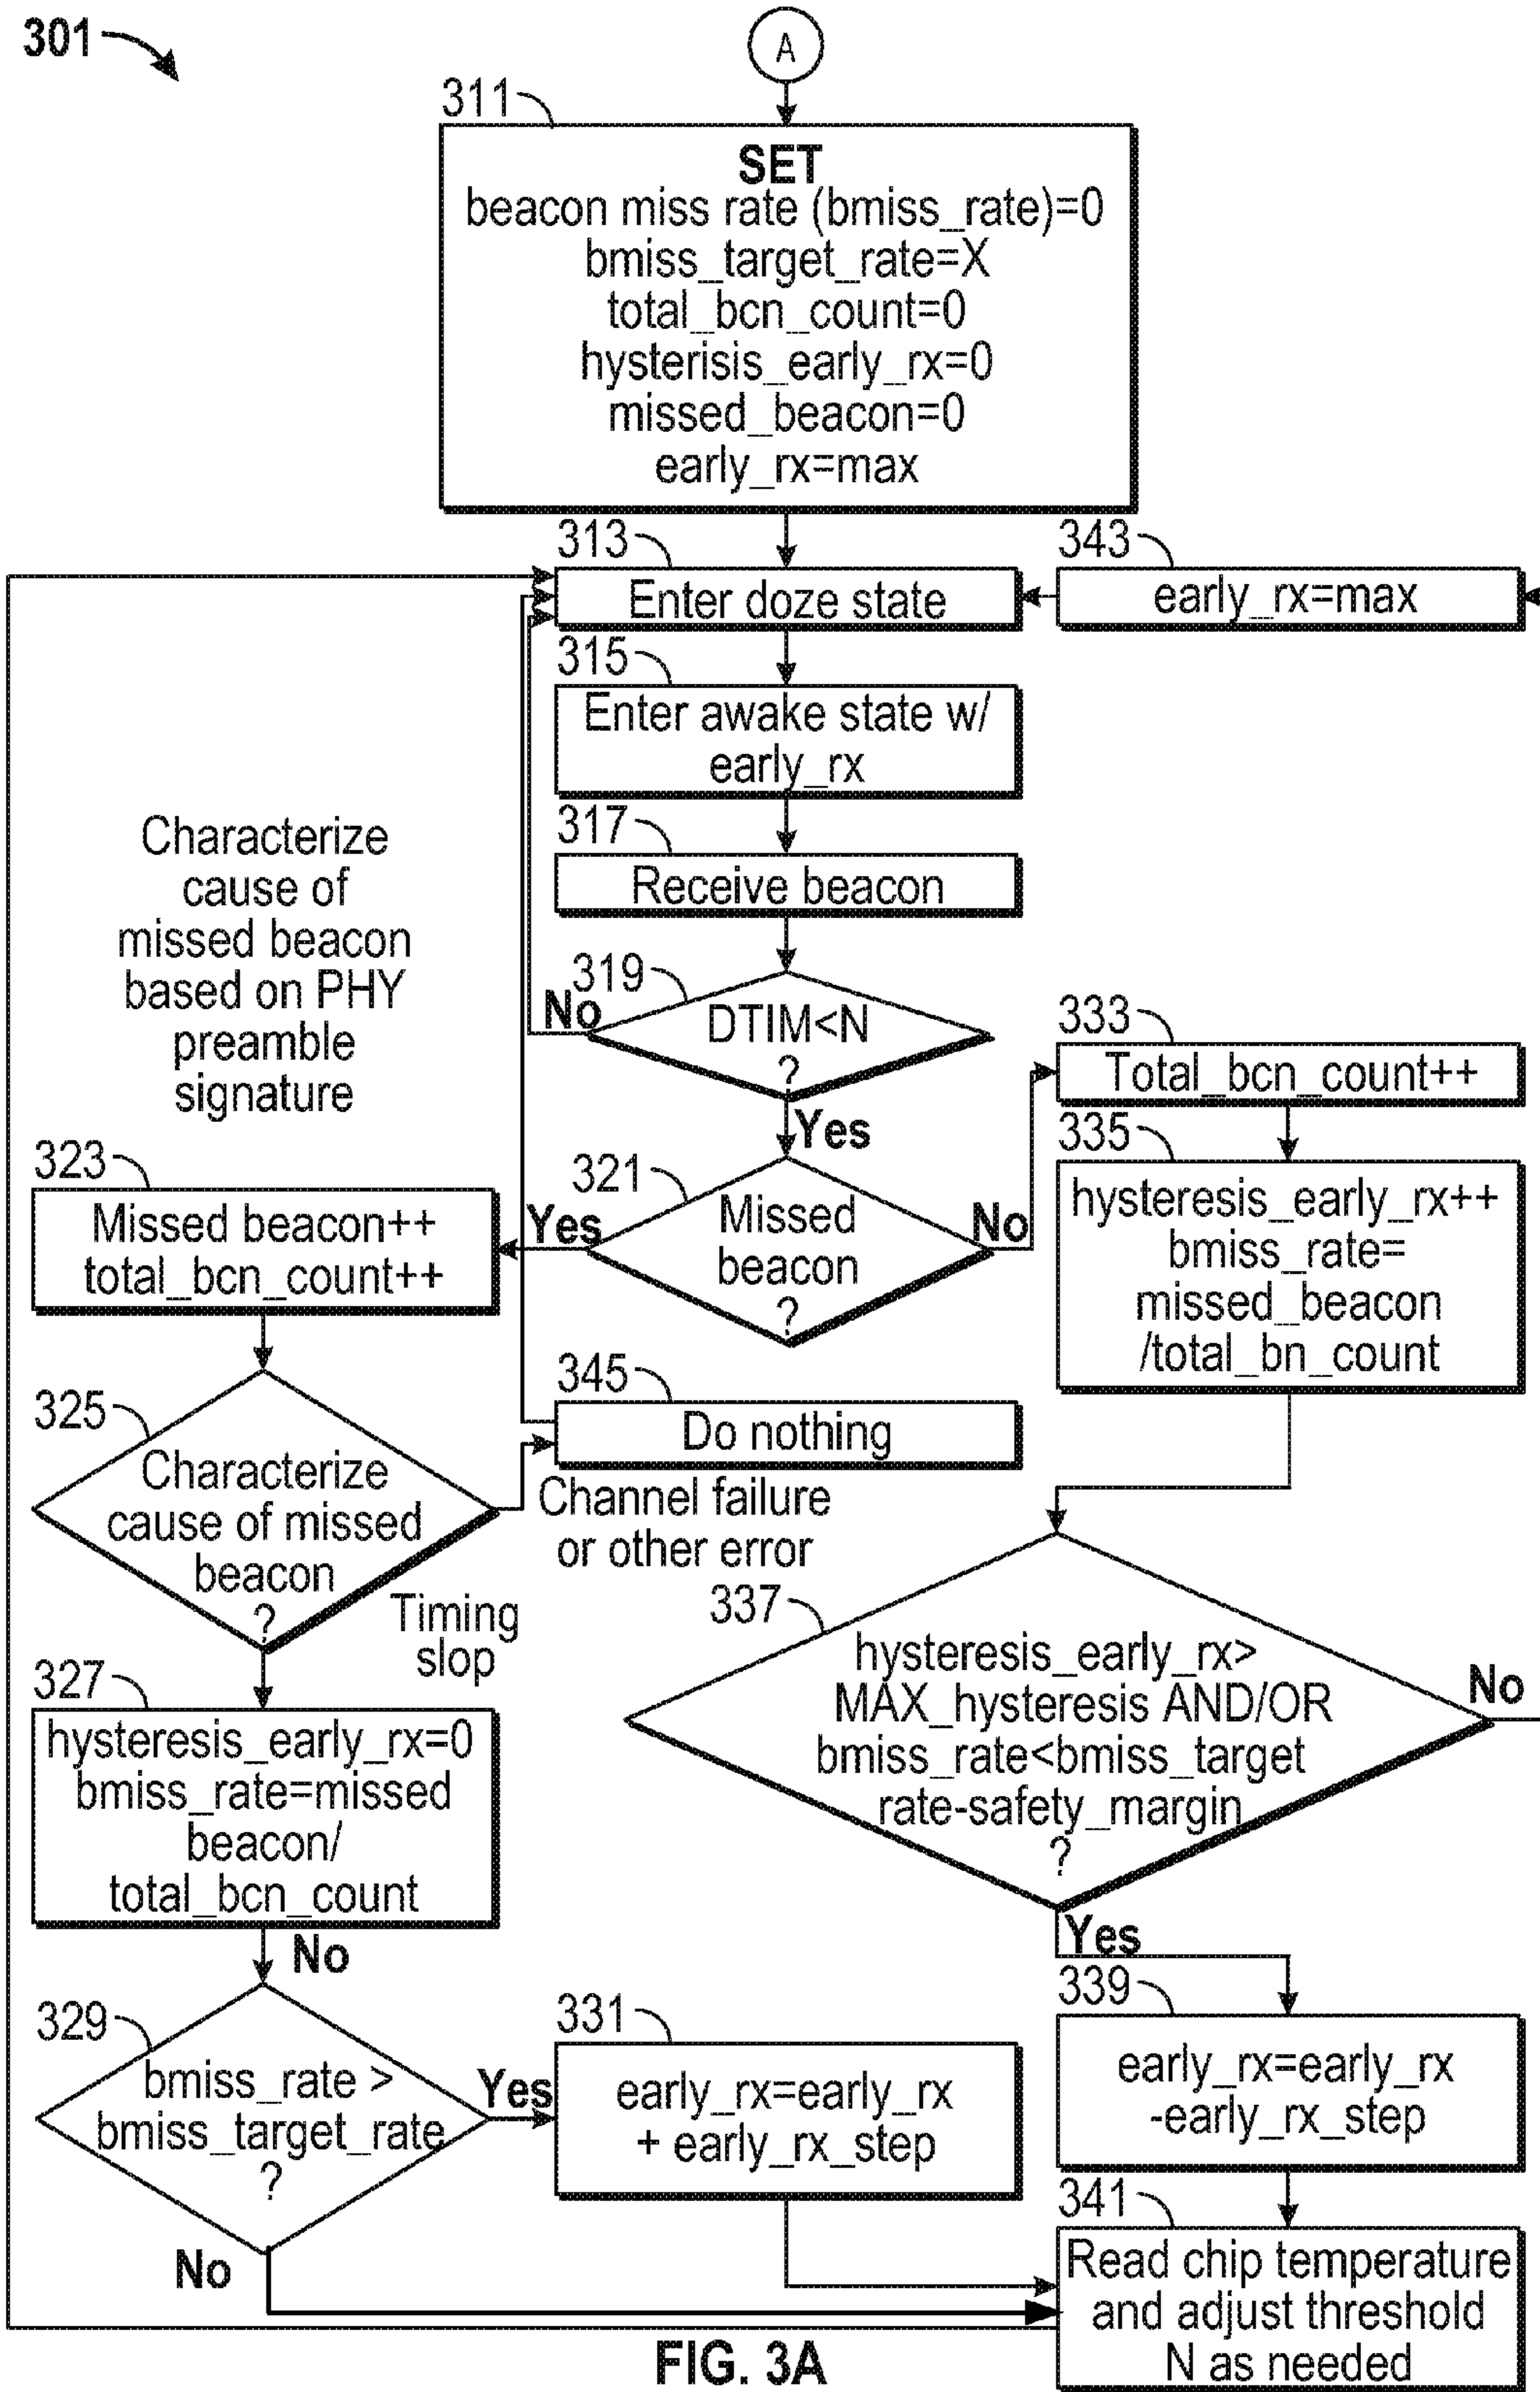 301
A
311
SET
beacon miss rate (bmiss_rate)=0
bmiss_target_rate=X
total_bcn_count=0
hysterisis_early_rx=0
missed_beacon=0
early_rx=max
313
Enter doze state
343
early_rx=max
315
Enter awake state w/
early_rx
317
Receive beacon
Characterize
cause of
missed beacon
based on PHY
preamble
signature
319
DTIM<N
?
No
Yes
321
Missed
beacon
?
Yes
No
333
Total_bcn_count++
335
hysteresis_early_rx++
bmiss_rate=
missed_beacon
/total_bn_count
323
Missed beacon++
total_bcn_count++
325
Characterize
cause of missed
beacon
?
345
Do nothing
Channel failure
or other error
Timing
slop
337
hysteresis_early_rx>
MAX_hysteresis AND/OR
bmiss_rate<bmiss_target
rate-safety_margin
?
No
Yes
327
hysteresis_early_rx=0
bmiss_rate=missed
beacon/
total_bcn_count
No
329
bmiss_rate >
bmiss_target_rate
?
Yes
No
331
early_rx=early_rx
+ early_rx_step
339
early_rx=early_rx
-early_rx_step
341
Read chip temperature
and adjust threshold
N as needed
FIG. 3A